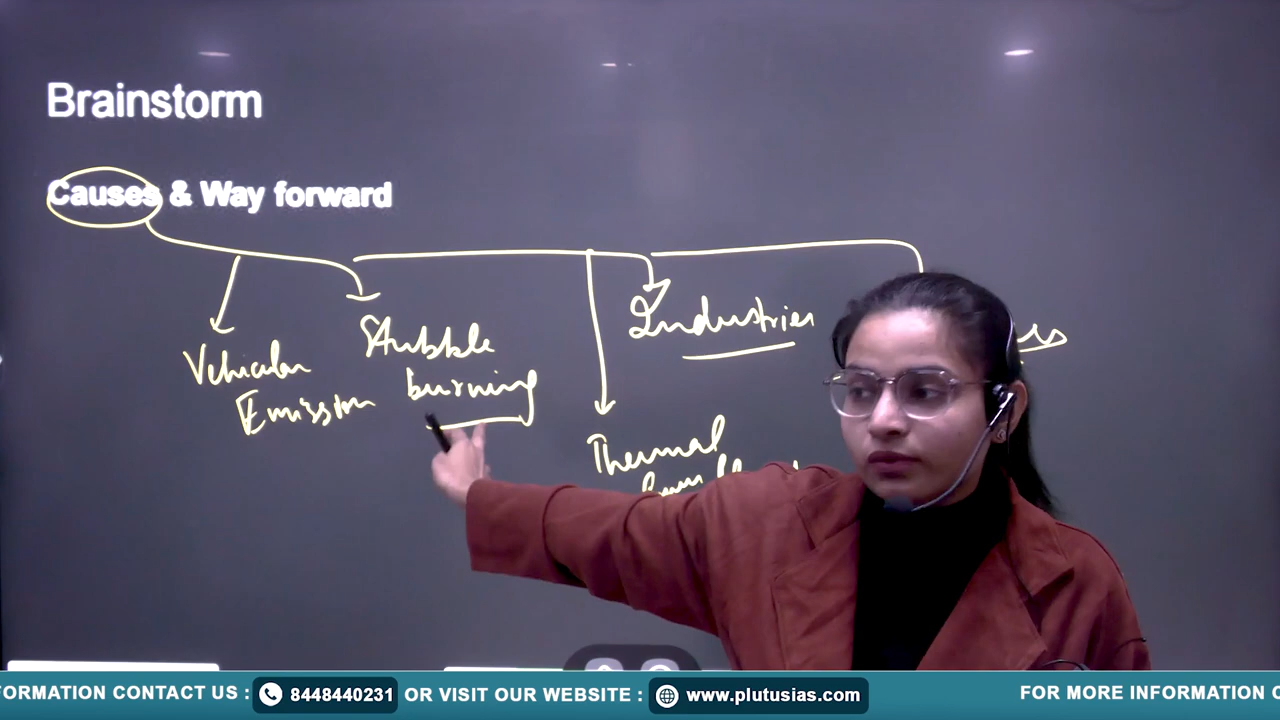 Brainstorm
Causes & Way forward
Industries
Stubble
burning
Vehicular
Emission
Thermal
FORMATION CONTACT US : 8448440231 OR VISIT OUR WEBSITE : www.plutusias.com FOR MORE INFORMATION